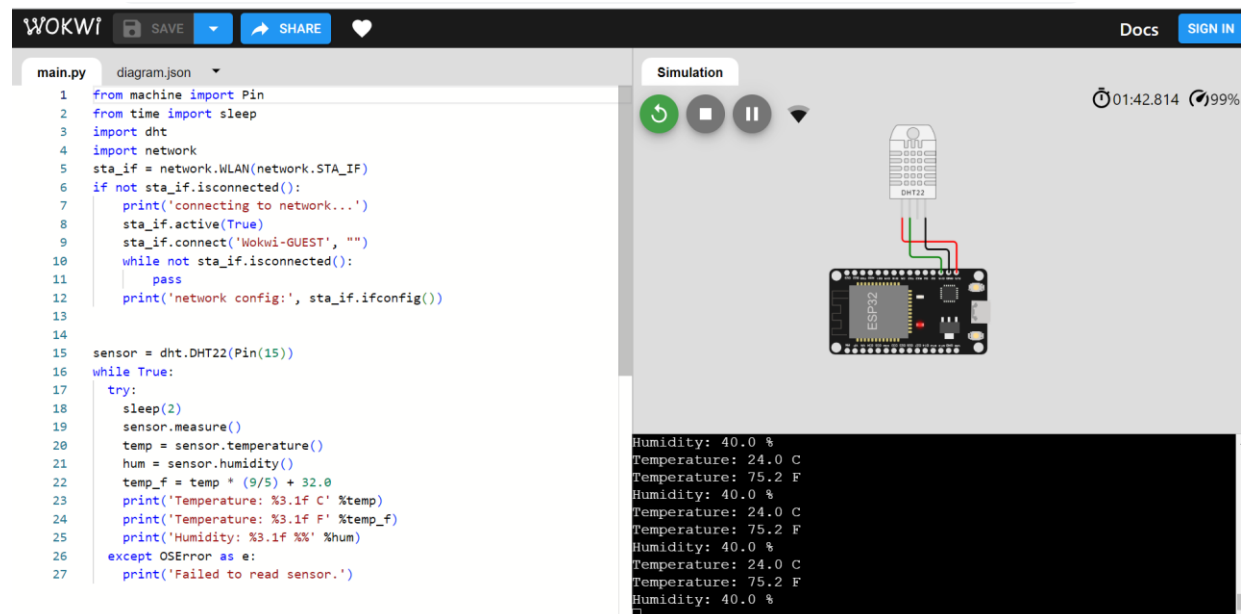 WOKWI SAVE SHARE Docs SIGN IN
main.py diagram.json
1 from machine import Pin
2 from time import sleep
3 import dht
4 import network
5 sta_if = network.WLAN(network.STA_IF)
6 if not sta_if.isconnected():
7     print('connecting to network...')
8     sta_if.active(True)
9     sta_if.connect('Wokwi-GUEST', "")
10     while not sta_if.isconnected():
11         pass
12     print('network config:', sta_if.ifconfig())
13
14
15 sensor = dht.DHT22(Pin(15))
16 while True:
17   try:
18     sleep(2)
19     sensor.measure()
20     temp = sensor.temperature()
21     hum = sensor.humidity()
22     temp_f = temp * (9/5) + 32.0
23     print('Temperature: %3.1f C' %temp)
24     print('Temperature: %3.1f F' %temp_f)
25     print('Humidity: %3.1f %%' %hum)
26   except OSError as e:
27     print('Failed to read sensor.')
Simulation
01:42.814 99%
DHT22
ESP32
Humidity: 40.0 %
Temperature: 24.0 C
Temperature: 75.2 F
Humidity: 40.0 %
Temperature: 24.0 C
Temperature: 75.2 F
Humidity: 40.0 %
Temperature: 24.0 C
Temperature: 75.2 F
Humidity: 40.0 %